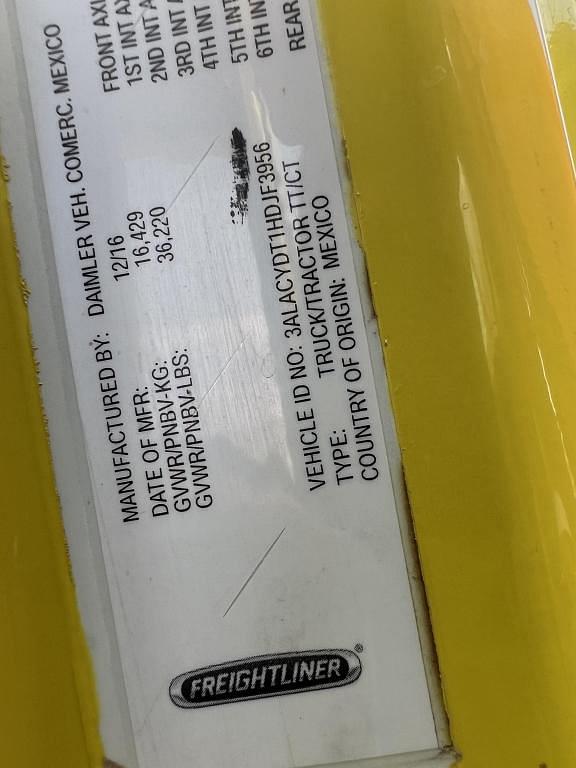 MANUFACTURED BY: DAIMLER VEH. COMERC. MEXICO
DATE OF MFR: 12/16
GVWR/PNBV-KG: 16,429
GVWR/PNBV-LBS: 36,220
FRONT AXL
1ST INT AX
2ND INT A
3RD INT A
4TH INT
5TH INT
6TH IN
REAR
VEHICLE ID NO: 3ALACYDT1HDJF3956
TYPE: TRUCK/TRACTOR TT/CT
COUNTRY OF ORIGIN: MEXICO
FREIGHTLINER®